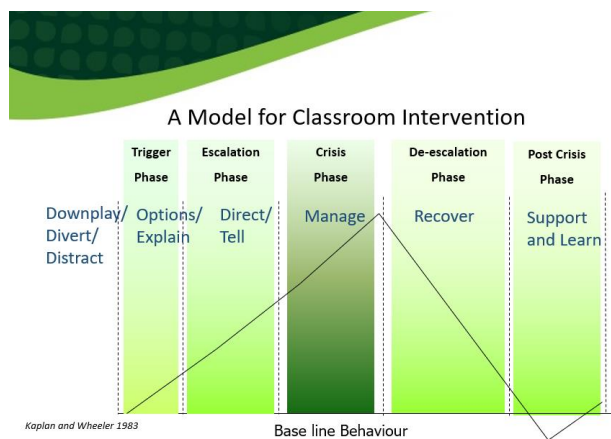 A Model for Classroom Intervention
Trigger
Phase
Escalation
Phase
Crisis
Phase
De-escalation
Phase
Post Crisis
Phase
Downplay/
Divert/
Distract
Options/
Explain
Direct/
Tell
Manage
Recover
Support
and Learn
Kaplan and Wheeler 1983
Base line Behaviour